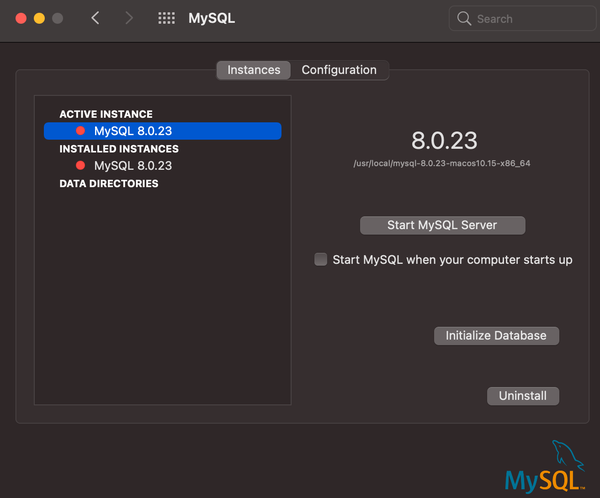 MySQL
Search
Instances
Configuration
ACTIVE INSTANCE
MySQL 8.0.23
INSTALLED INSTANCES
MySQL 8.0.23
DATA DIRECTORIES
8.0.23
/usr/local/mysql-8.0.23-macos10.15-x86_64
Start MySQL Server
Start MySQL when your computer starts up
Initialize Database
Uninstall
MySQL™